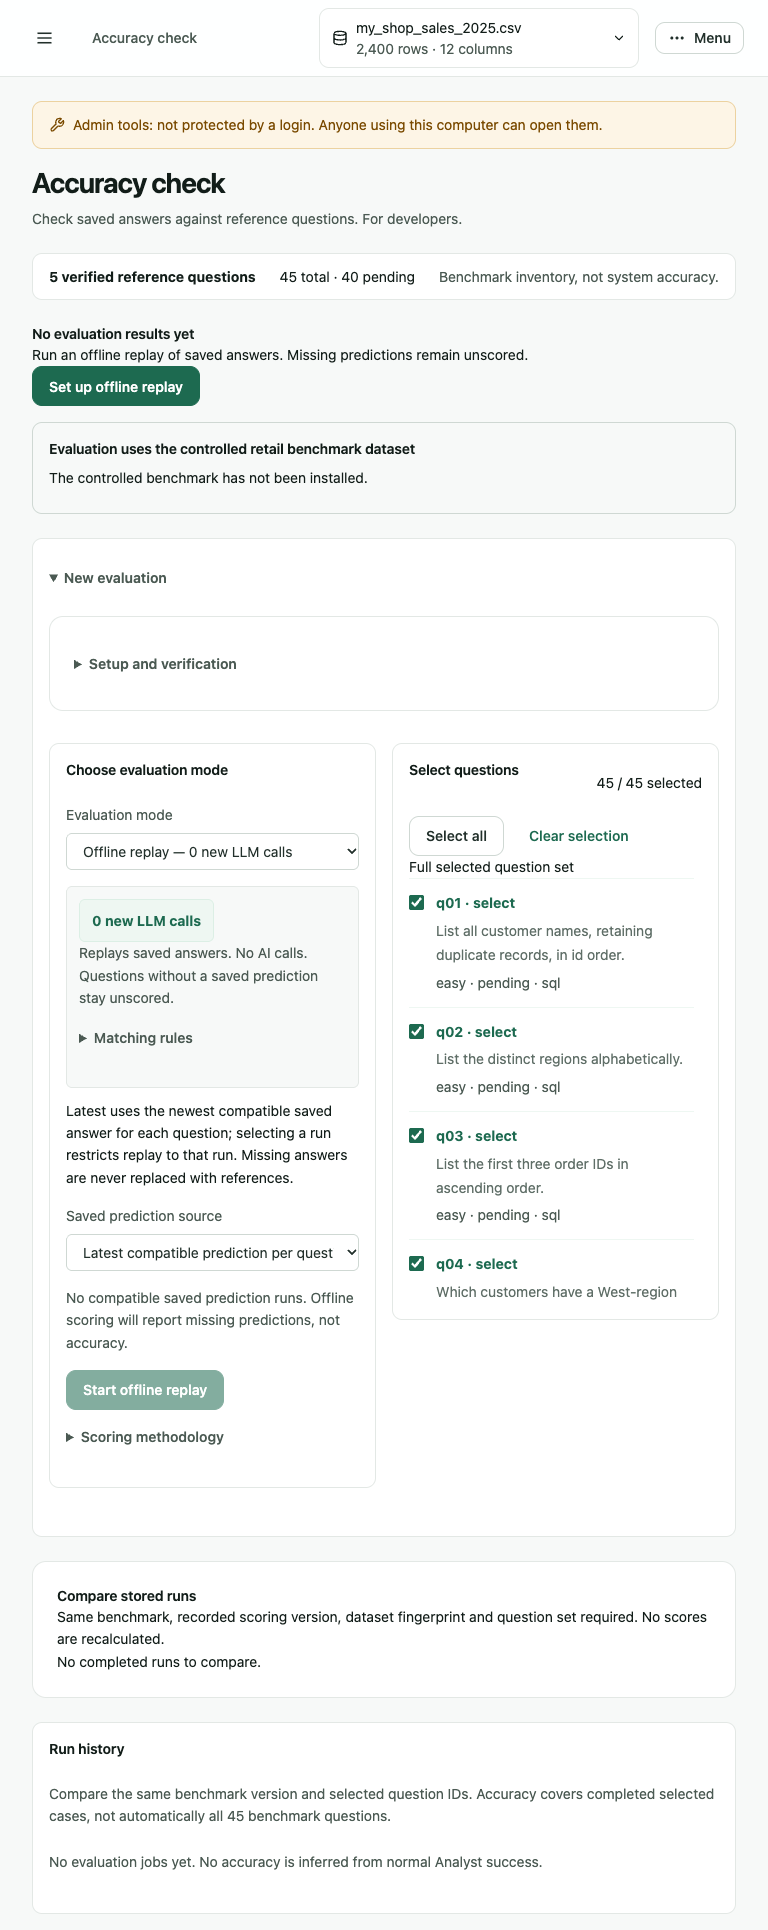 Accuracy check
my_shop_sales_2025.csv
2,400 rows · 12 columns
Menu
Admin tools: not protected by a login. Anyone using this computer can open them.
Accuracy check
Check saved answers against reference questions. For developers.
5 verified reference questions
45 total · 40 pending
Benchmark inventory, not system accuracy.
No evaluation results yet
Run an offline replay of saved answers. Missing predictions remain unscored.
Set up offline replay
Evaluation uses the controlled retail benchmark dataset
The controlled benchmark has not been installed.
New evaluation
Setup and verification
Choose evaluation mode
Evaluation mode
Offline replay — 0 new LLM calls
0 new LLM calls
Replays saved answers. No AI calls.
Questions without a saved prediction
stay unscored.
Matching rules
Latest uses the newest compatible saved
answer for each question; selecting a run
restricts replay to that run. Missing answers
are never replaced with references.
Saved prediction source
Latest compatible prediction per quest
No compatible saved prediction runs. Offline
scoring will report missing predictions, not
accuracy.
Start offline replay
Scoring methodology
Select questions
45 / 45 selected
Select all
Clear selection
Full selected question set
q01 · select
List all customer names, retaining
duplicate records, in id order.
easy · pending · sql
q02 · select
List the distinct regions alphabetically.
easy · pending · sql
q03 · select
List the first three order IDs in
ascending order.
easy · pending · sql
q04 · select
Which customers have a West-region
Compare stored runs
Same benchmark, recorded scoring version, dataset fingerprint and question set required. No scores
are recalculated.
No completed runs to compare.
Run history
Compare the same benchmark version and selected question IDs. Accuracy covers completed selected
cases, not automatically all 45 benchmark questions.
No evaluation jobs yet. No accuracy is inferred from normal Analyst success.